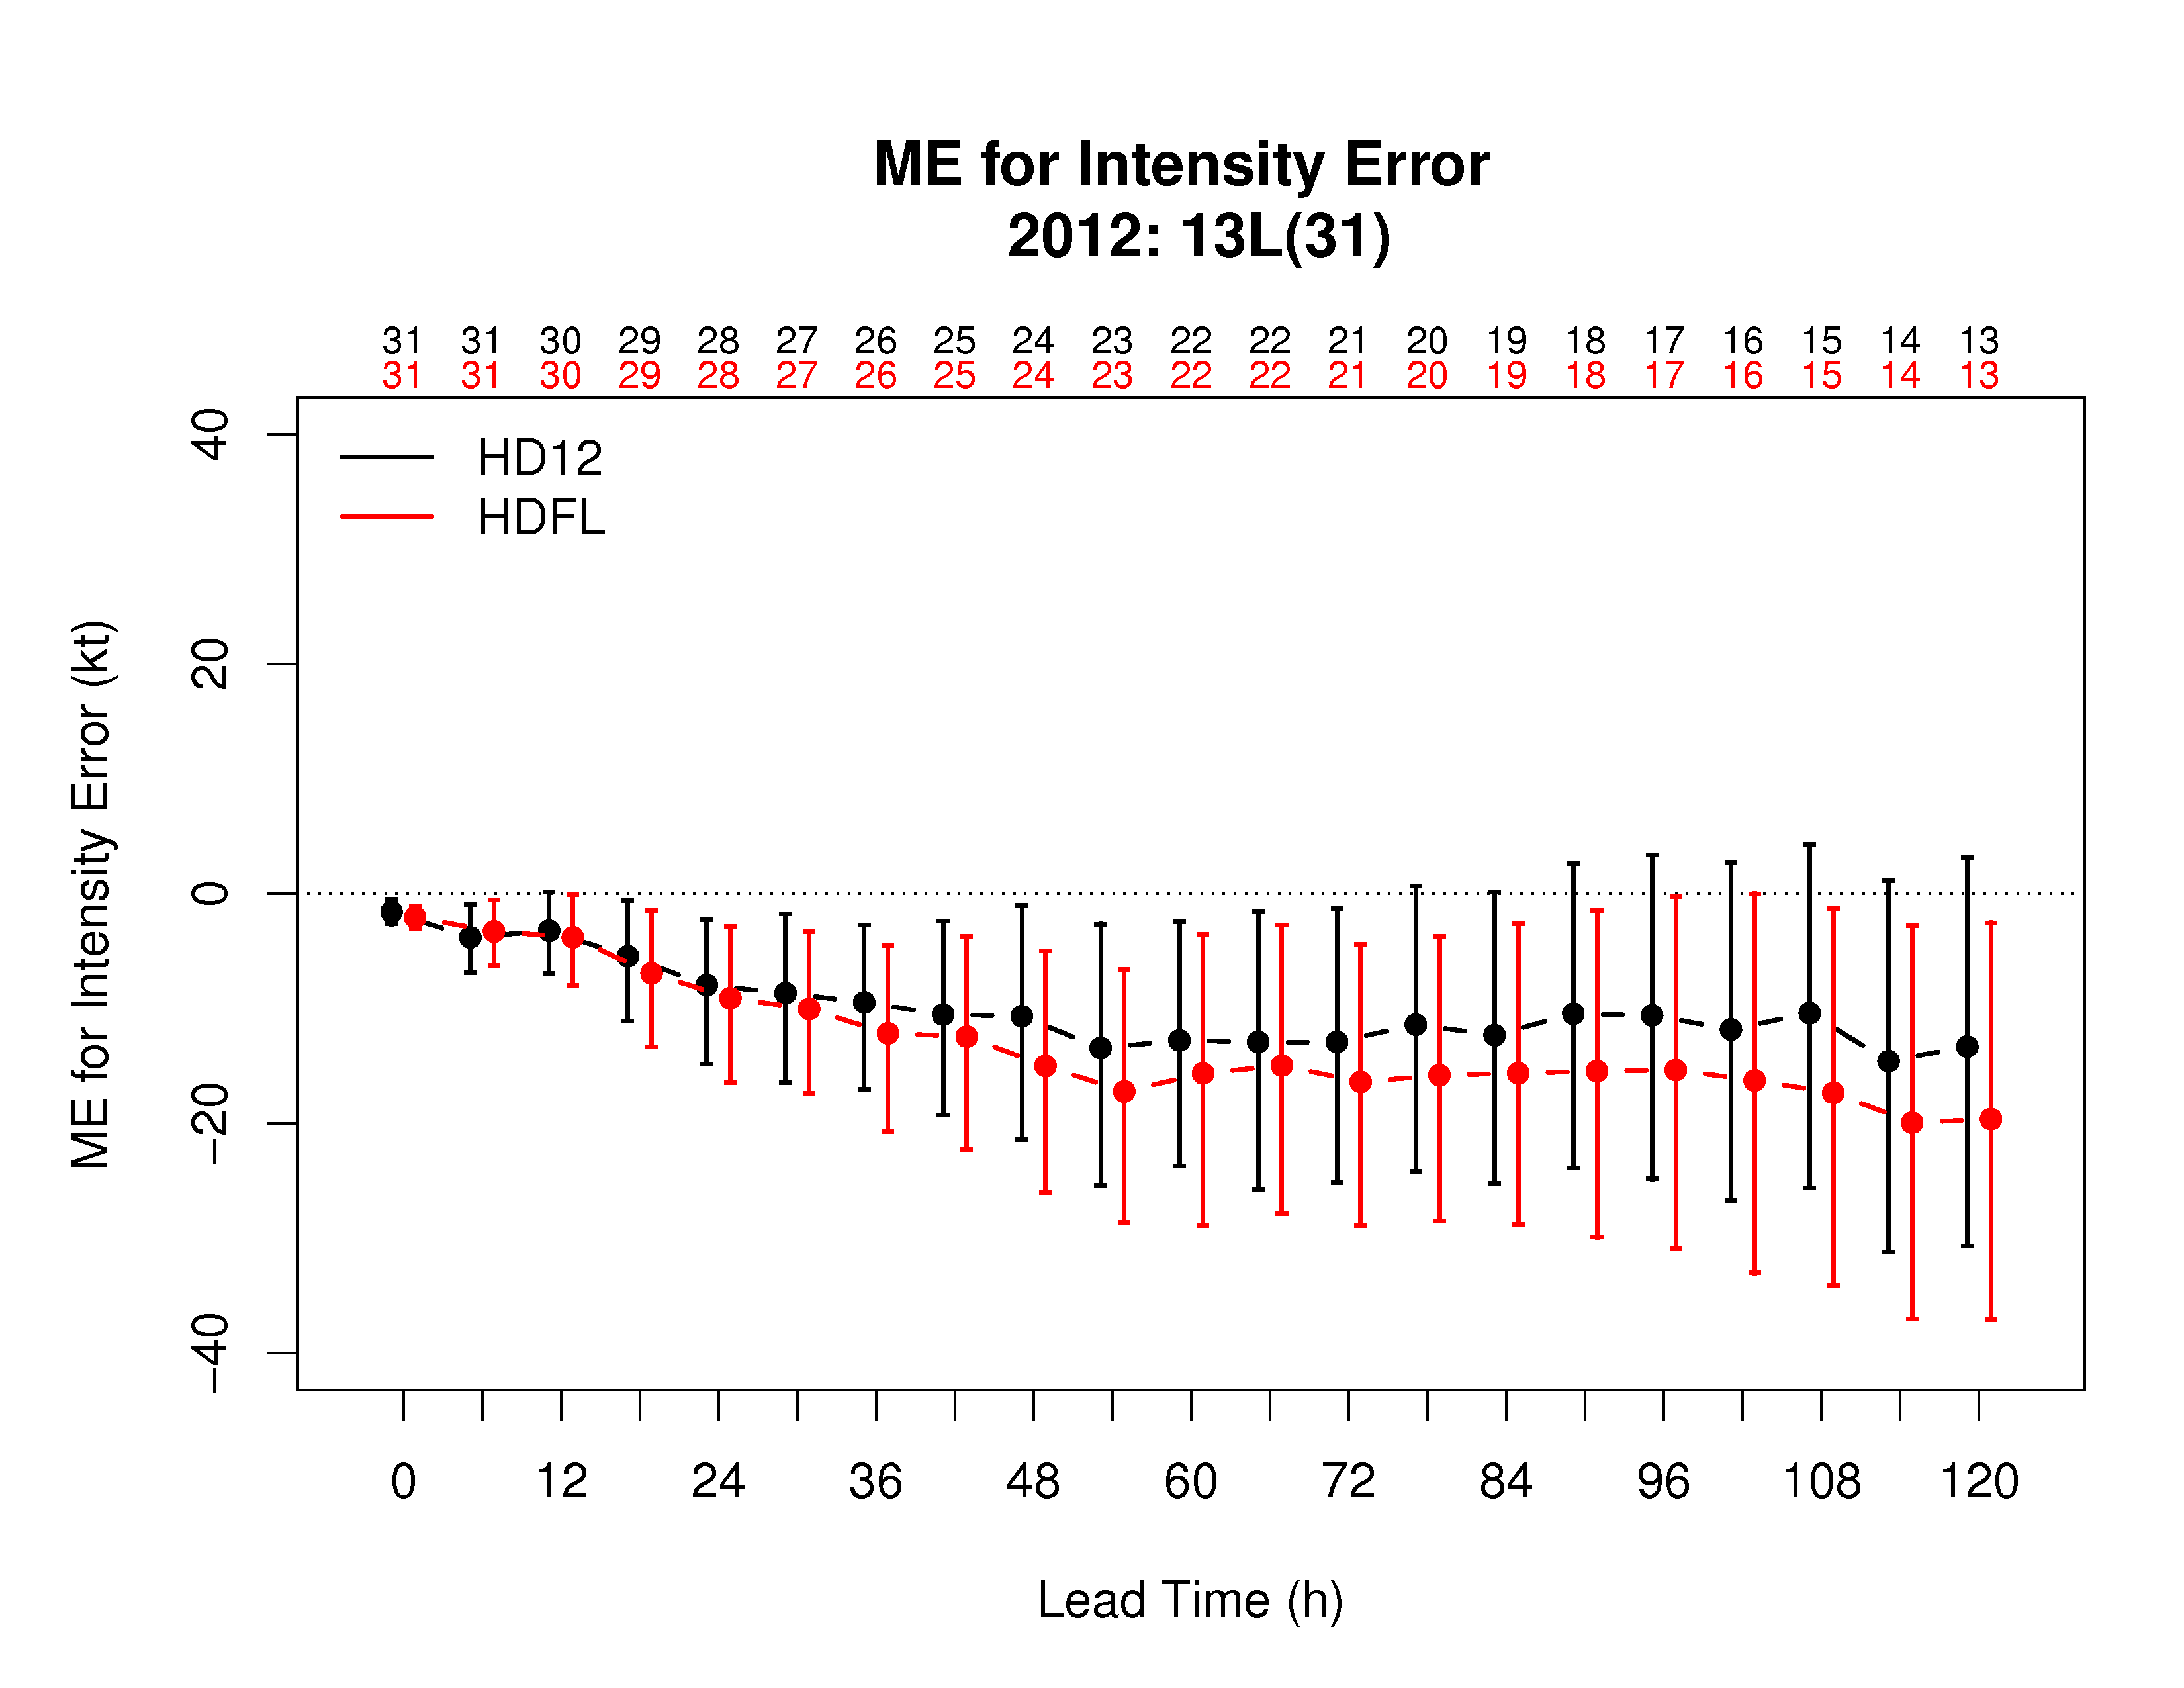 ME for Intensity Error
2012: 13L(31)
31 31 30 29 28 27 26 25 24 23 22 22 21 20 19 18 17 16 15 14 13
31 31 30 29 28 27 26 25 24 23 22 22 21 20 19 18 17 16 15 14 13
HD12
HDFL
ME for Intensity Error (kt)
40
20
0
−20
−40
0 12 24 36 48 60 72 84 96 108 120
Lead Time (h)